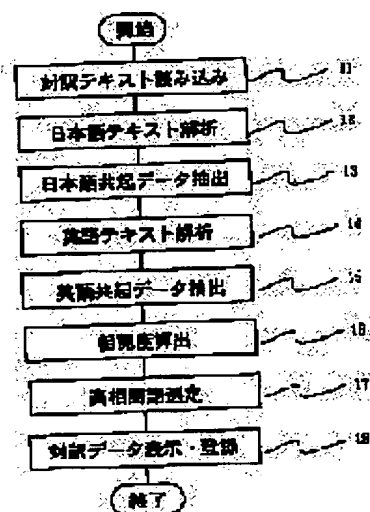 開始
対訳テキスト読み込み 11
日本語テキスト解析 12
日本語共起データ抽出 13
英語テキスト解析 14
英語共起データ抽出 15
相関度算出 16
高相関語選定 17
対訳データ表示・登録 18
終了